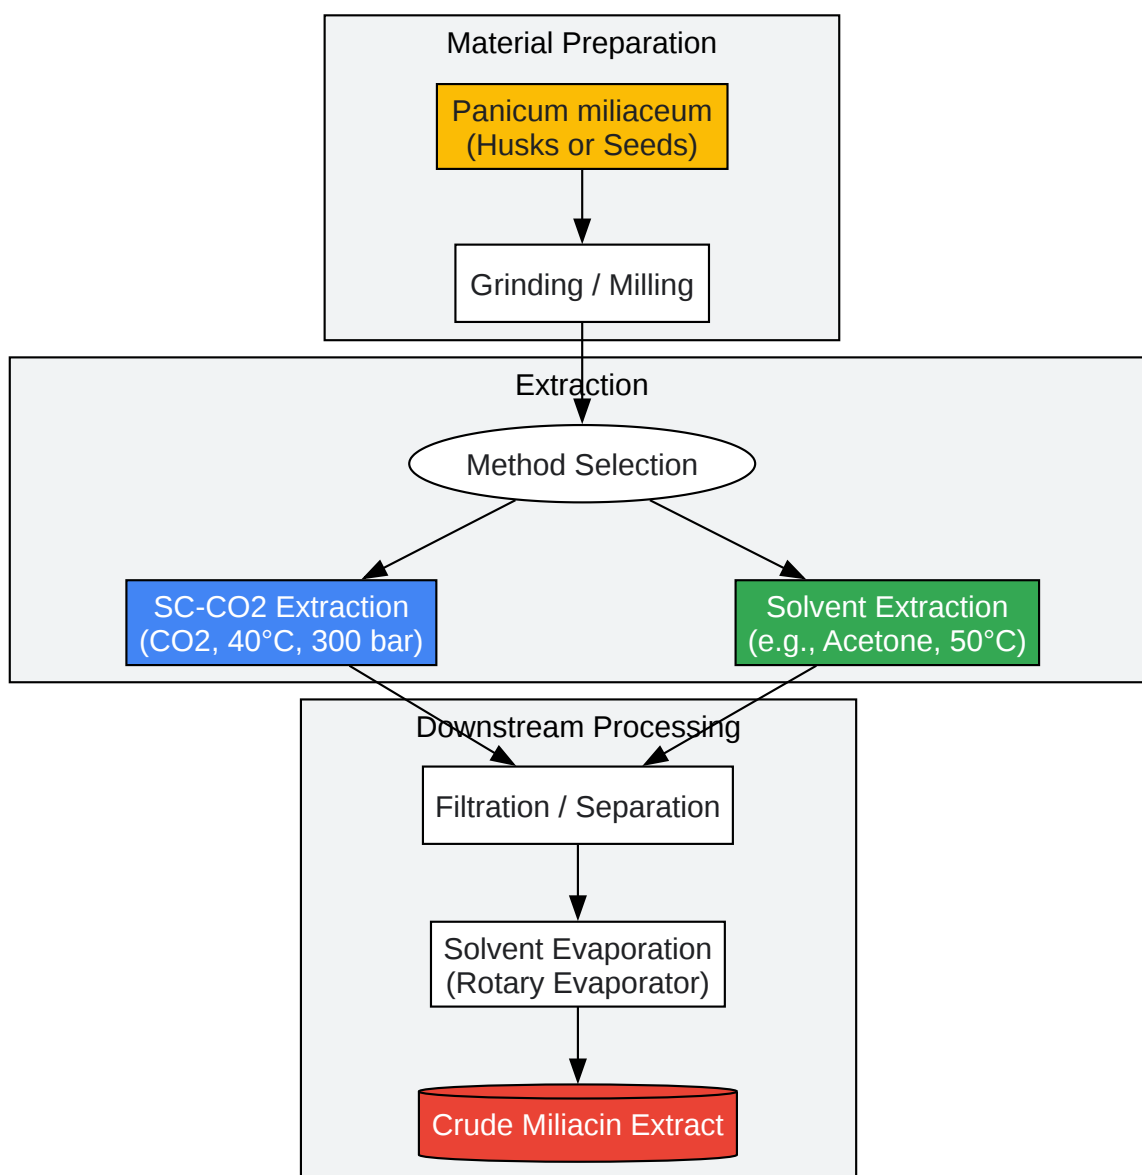 Material Preparation
Panicum miliaceum
(Husks or Seeds)
Grinding / Milling
Extraction
Method Selection
SC-CO2 Extraction
(CO2, 40°C, 300 bar)
Solvent Extraction
(e.g., Acetone, 50°C)
Downstream Processing
Filtration / Separation
Solvent Evaporation
(Rotary Evaporator)
Crude Miliacin Extract